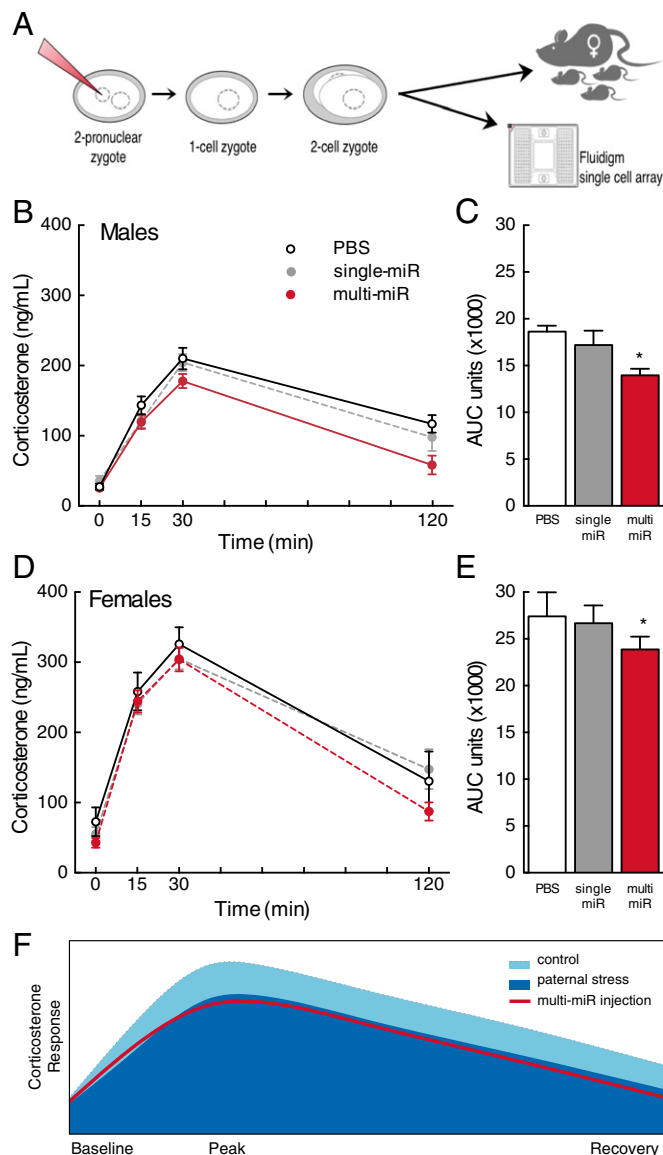 A
2-pronuclear
zygote
1-cell zygote
2-cell zygote
♀
Fluidigm
single cell array
B
Males
PBS
single-miR
multi-miR
Corticosterone (ng/mL)
400
300
200
100
0
0 15 30 120
Time (min)
C
AUC units (x1000)
30
25
20
15
10
5
0
*
PBS single miR multi miR
D
Females
Corticosterone (ng/mL)
400
300
200
100
0
0 15 30 120
Time (min)
E
AUC units (x1000)
30
25
20
15
10
5
0
*
PBS single miR multi miR
F
control
paternal stress
multi-miR injection
Corticosterone
Response
Baseline Peak Recovery